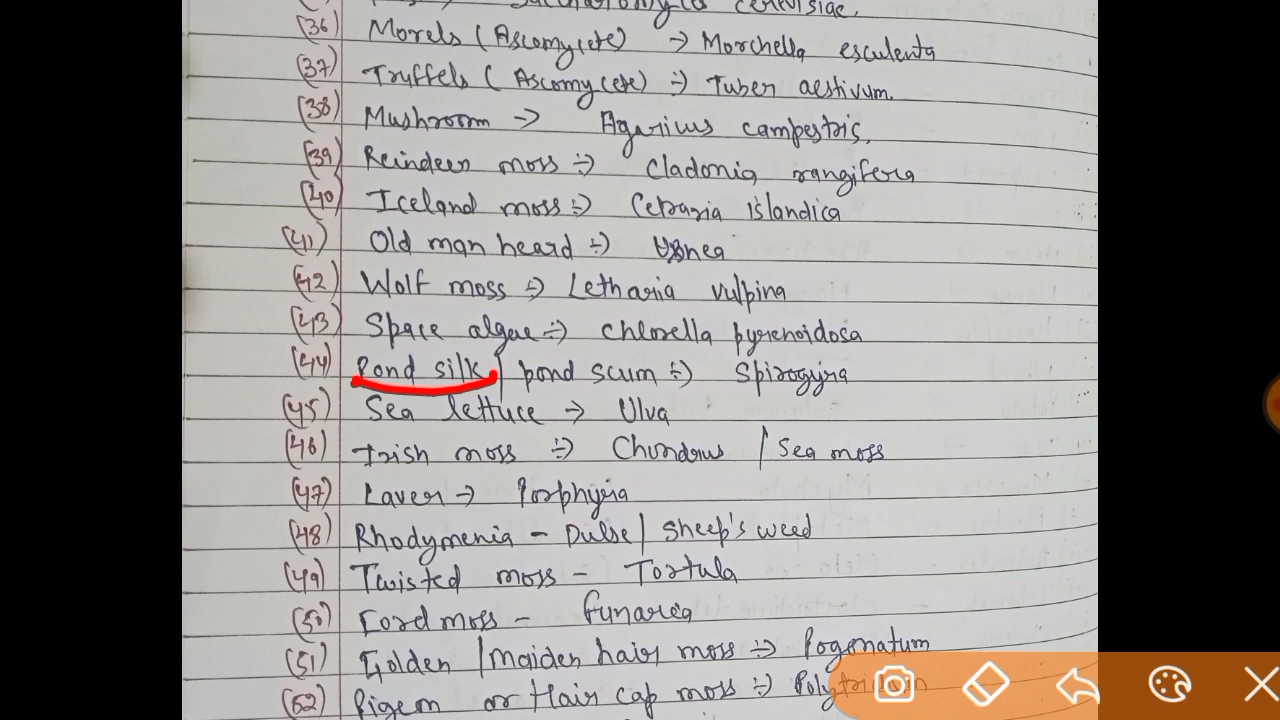 Saccharomyces cerevisiae.
(36) Morels (Ascomycete) → Morchella esculenta
(37) Truffels (Ascomycete) ÷) Tuber aestivum.
(38) Mushroom → Agaricus campestris.
(39) Reindeer moss ÷) Cladonia rangifera
(40) Iceland moss ÷) Cetraria islandica
(41) Old man heard ÷) Usnea
(42) Wolf moss ÷) Letharia vulpina
(43) Space algae ÷) Chlorella pyrenoidosa
(44) Pond silk / pond scum ÷) Spirogyra
(45) Sea lettuce → Ulva
(46) Irish moss ÷) Chondrus / Sea moss
(47) Laver → Porphyra
(48) Rhodymenia - Dulse / Sheep's weed
(49) Twisted moss - Tortula
(50) Cord moss - Funarea
(51) Golden / maiden hair moss ÷) Pogonatum
(52) Pigeon or Hair cap moss ÷)